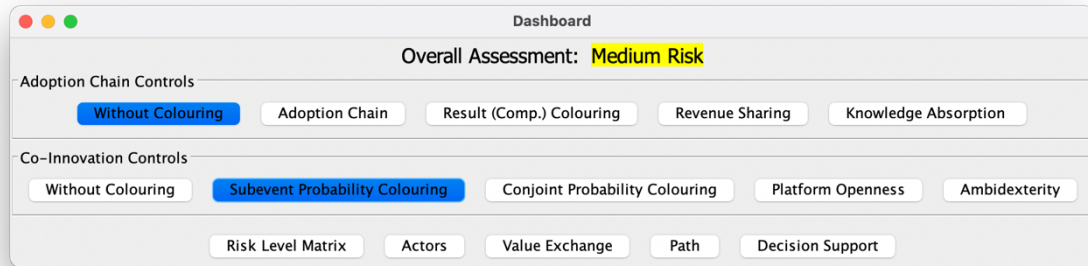 Dashboard
Overall Assessment: Medium Risk
Adoption Chain Controls
Without Colouring Adoption Chain Result (Comp.) Colouring Revenue Sharing Knowledge Absorption
Co-Innovation Controls
Without Colouring Subevent Probability Colouring Conjoint Probability Colouring Platform Openness Ambidexterity
Risk Level Matrix Actors Value Exchange Path Decision Support